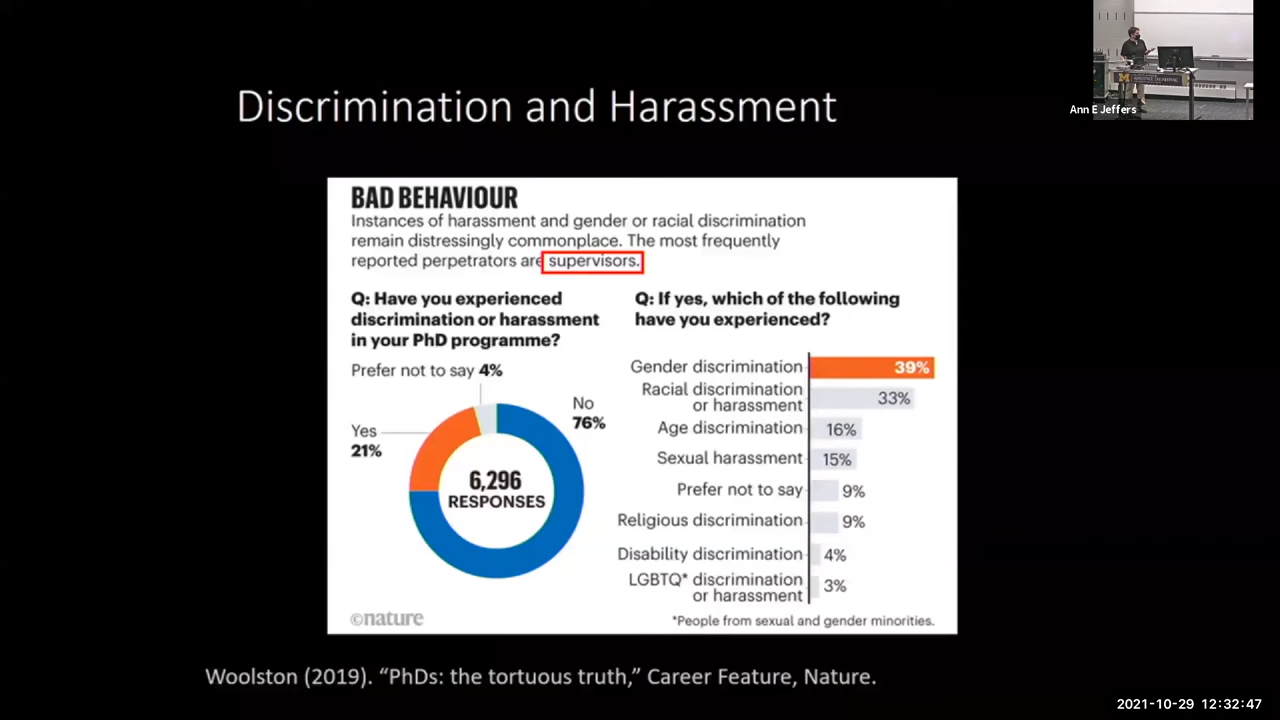 Discrimination and Harassment
Ann E Jeffers
M
BAD BEHAVIOUR
Instances of harassment and gender or racial discrimination
remain distressingly commonplace. The most frequently
reported perpetrators are supervisors.
Q: Have you experienced
discrimination or harassment
in your PhD programme?
Prefer not to say 4%
No
76%
Yes
21%
6,296
RESPONSES
Q: If yes, which of the following
have you experienced?
Gender discrimination 39%
Racial discrimination
or harassment 33%
Age discrimination 16%
Sexual harassment 15%
Prefer not to say 9%
Religious discrimination 9%
Disability discrimination 4%
LGBTQ* discrimination
or harassment 3%
©nature
*People from sexual and gender minorities.
Woolston (2019). “PhDs: the tortuous truth,” Career Feature, Nature.
2021-10-29 12:32:47